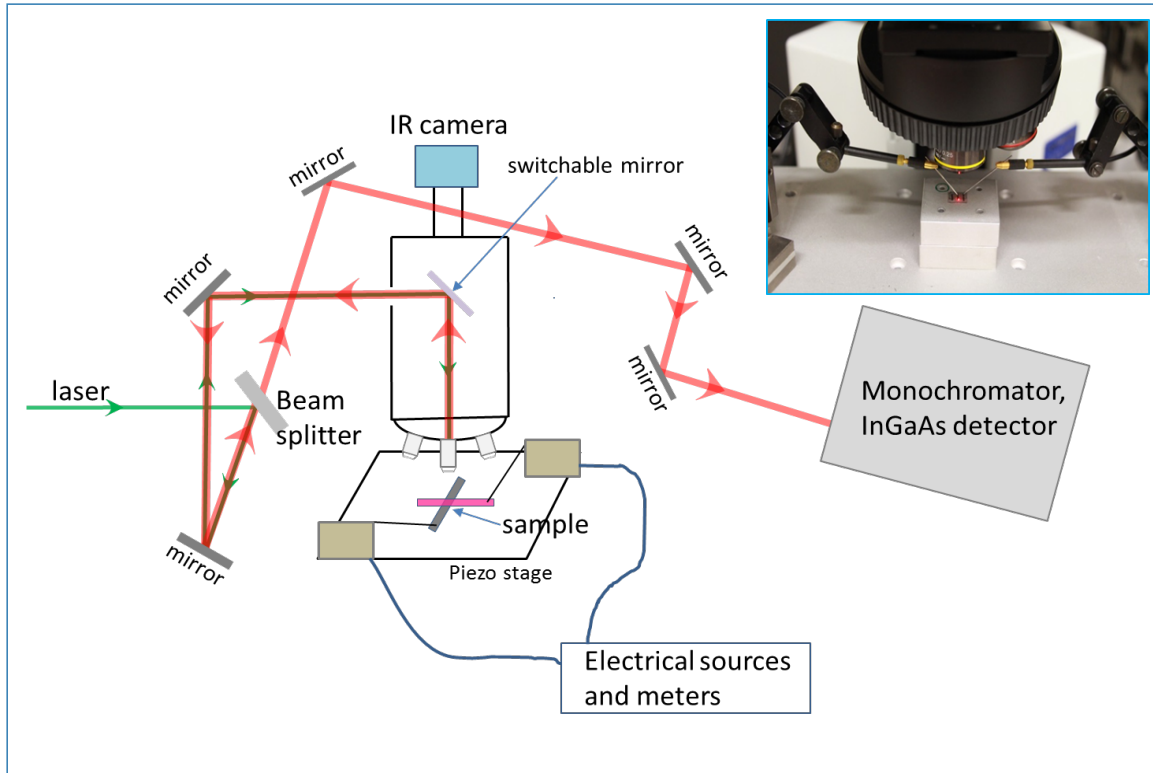 IR camera
mirror
switchable mirror
mirror
mirror
laser
Beam
splitter
mirror
Monochromator,
InGaAs detector
sample
mirror
Piezo stage
Electrical sources
and meters